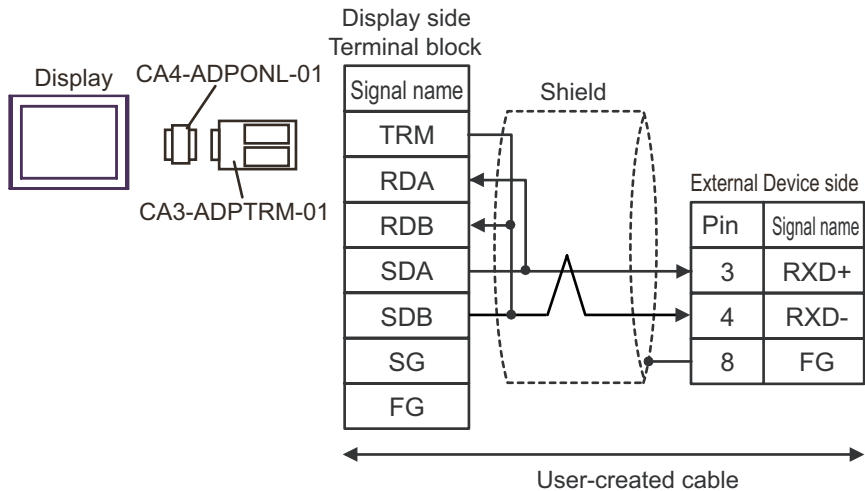 Display side
Terminal block
Display
CA4-ADPONL-01
CA3-ADPTRM-01
Signal name
TRM
RDA
RDB
SDA
SDB
SG
FG
Shield
External Device side
Pin Signal name
3 RXD+
4 RXD-
8 FG
User-created cable